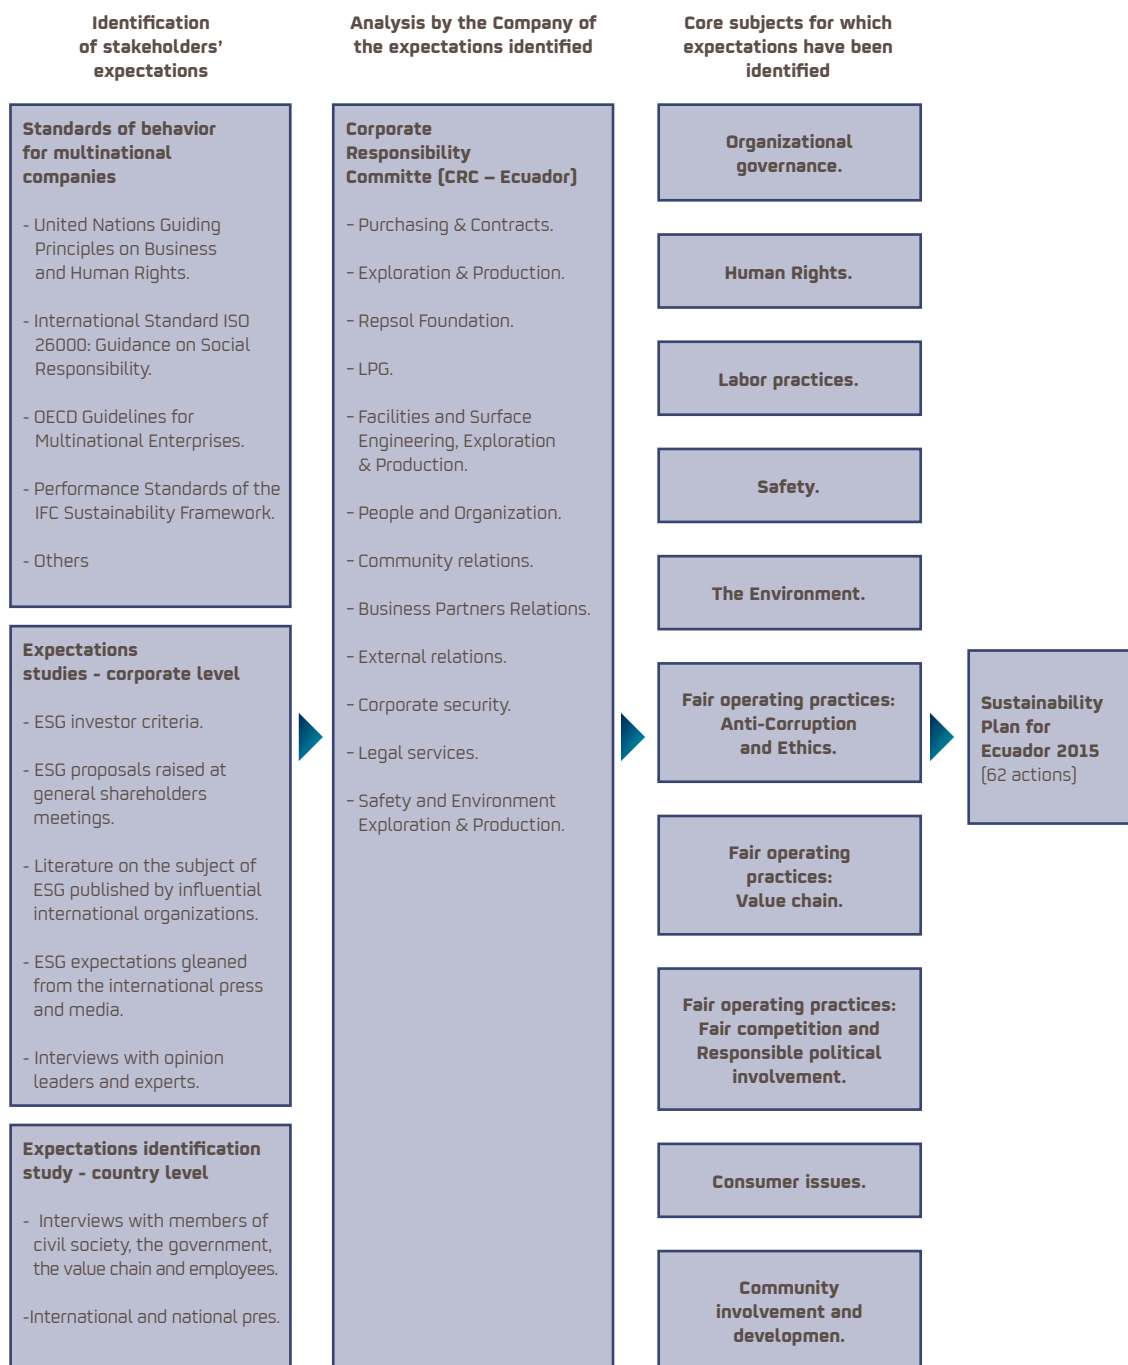 Identification
of stakeholders’
expectations
Analysis by the Company of
the expectations identified
Core subjects for which
expectations have been
identified
Standards of behavior
for multinational
companies
- United Nations Guiding
Principles on Business
and Human Rights.
- International Standard ISO
26000: Guidance on Social
Responsibility.
- OECD Guidelines for
Multinational Enterprises.
- Performance Standards of the
IFC Sustainability Framework.
- Others
Expectations
studies - corporate level
- ESG investor criteria.
- ESG proposals raised at
general shareholders
meetings.
- Literature on the subject of
ESG published by influential
international organizations.
- ESG expectations gleaned
from the international press
and media.
- Interviews with opinion
leaders and experts.
Expectations identification
study - country level
- Interviews with members of
civil society, the government,
the value chain and employees.
-International and national pres.
Corporate
Responsibility
Committe (CRC – Ecuador)
– Purchasing & Contracts.
– Exploration & Production.
– Repsol Foundation.
– LPG.
– Facilities and Surface
Engineering, Exploration
& Production.
– People and Organization.
– Community relations.
– Business Partners Relations.
– External relations.
– Corporate security.
– Legal services.
– Safety and Environment
Exploration & Production.
Organizational
governance.
Human Rights.
Labor practices.
Safety.
The Environment.
Fair operating practices:
Anti-Corruption
and Ethics.
Fair operating
practices:
Value chain.
Fair operating practices:
Fair competition and
Responsible political
involvement.
Consumer issues.
Community
involvement and
developmen.
Sustainability
Plan for
Ecuador 2015
(62 actions)